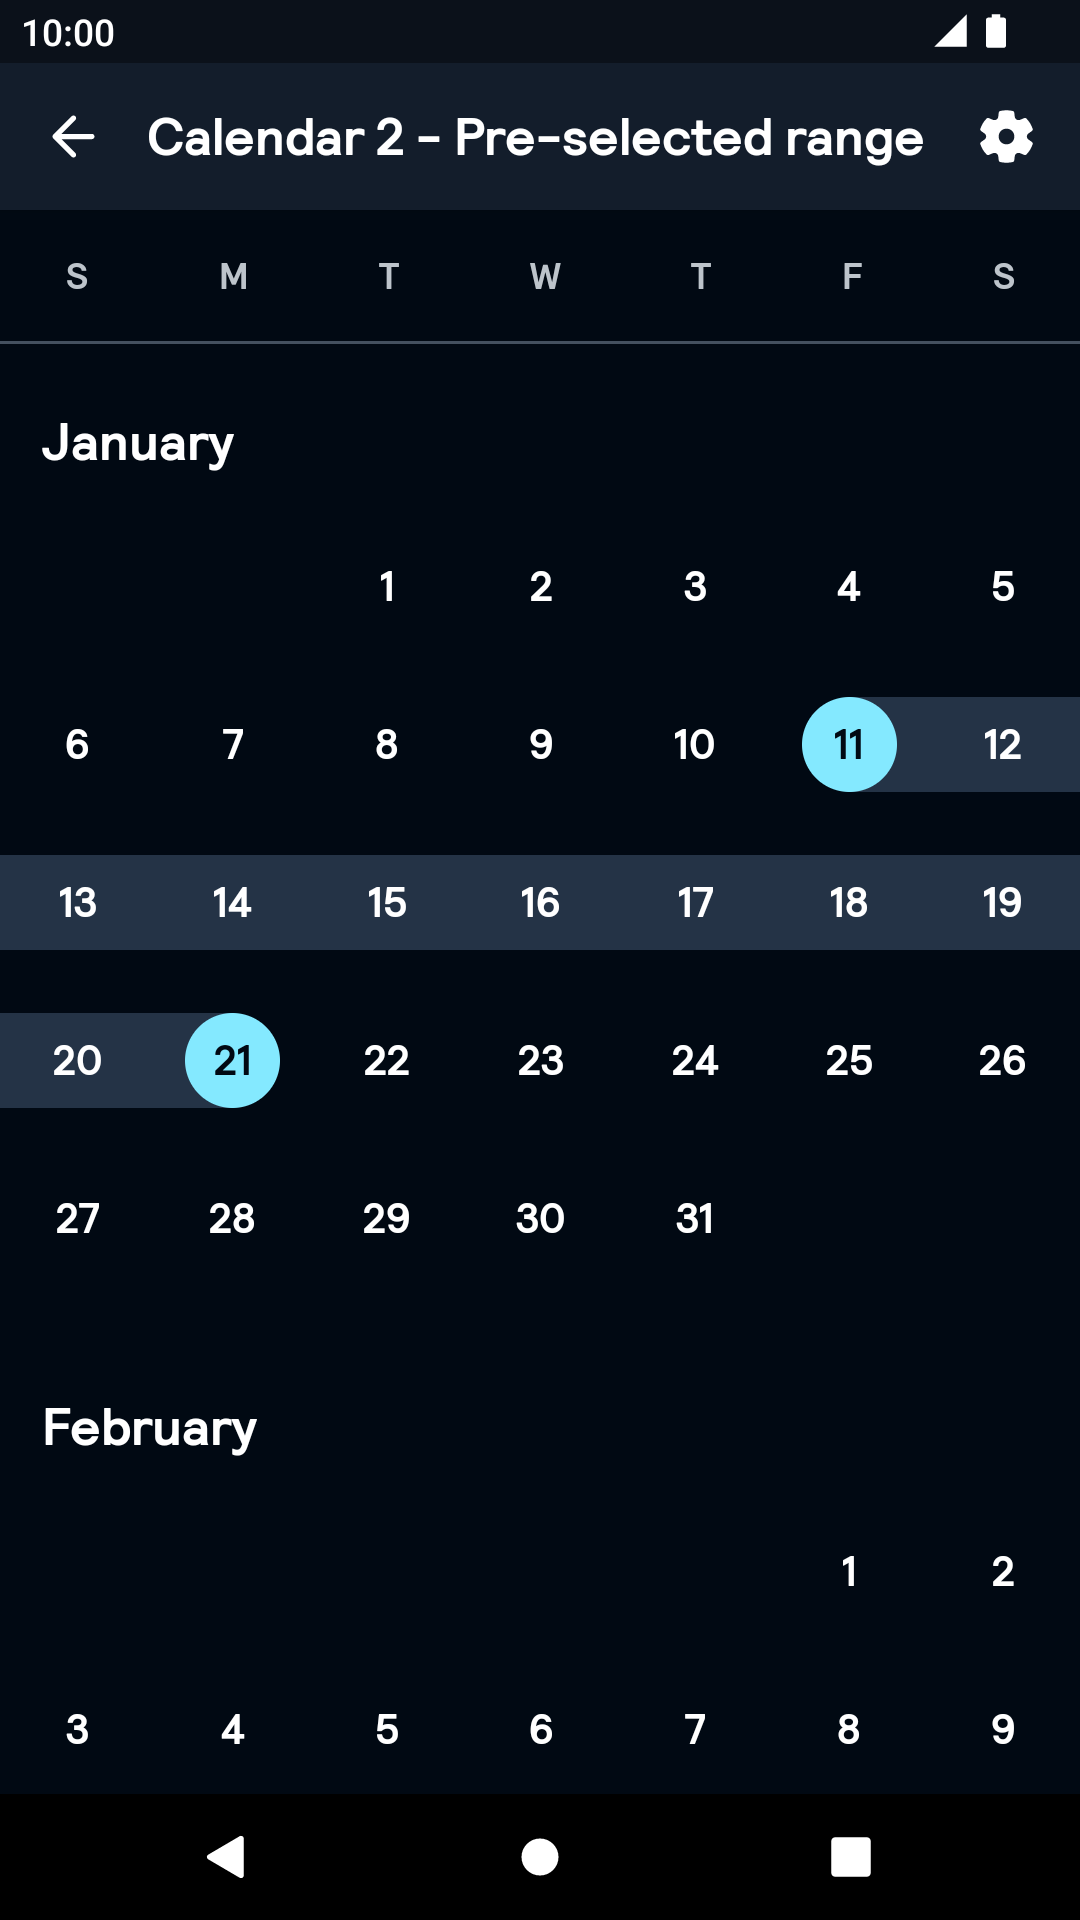 10:00
Calendar 2 - Pre-selected range
S M T W T F S
January
1 2 3 4 5
6 7 8 9 10 11 12
13 14 15 16 17 18 19
20 21 22 23 24 25 26
27 28 29 30 31
February
1 2
3 4 5 6 7 8 9